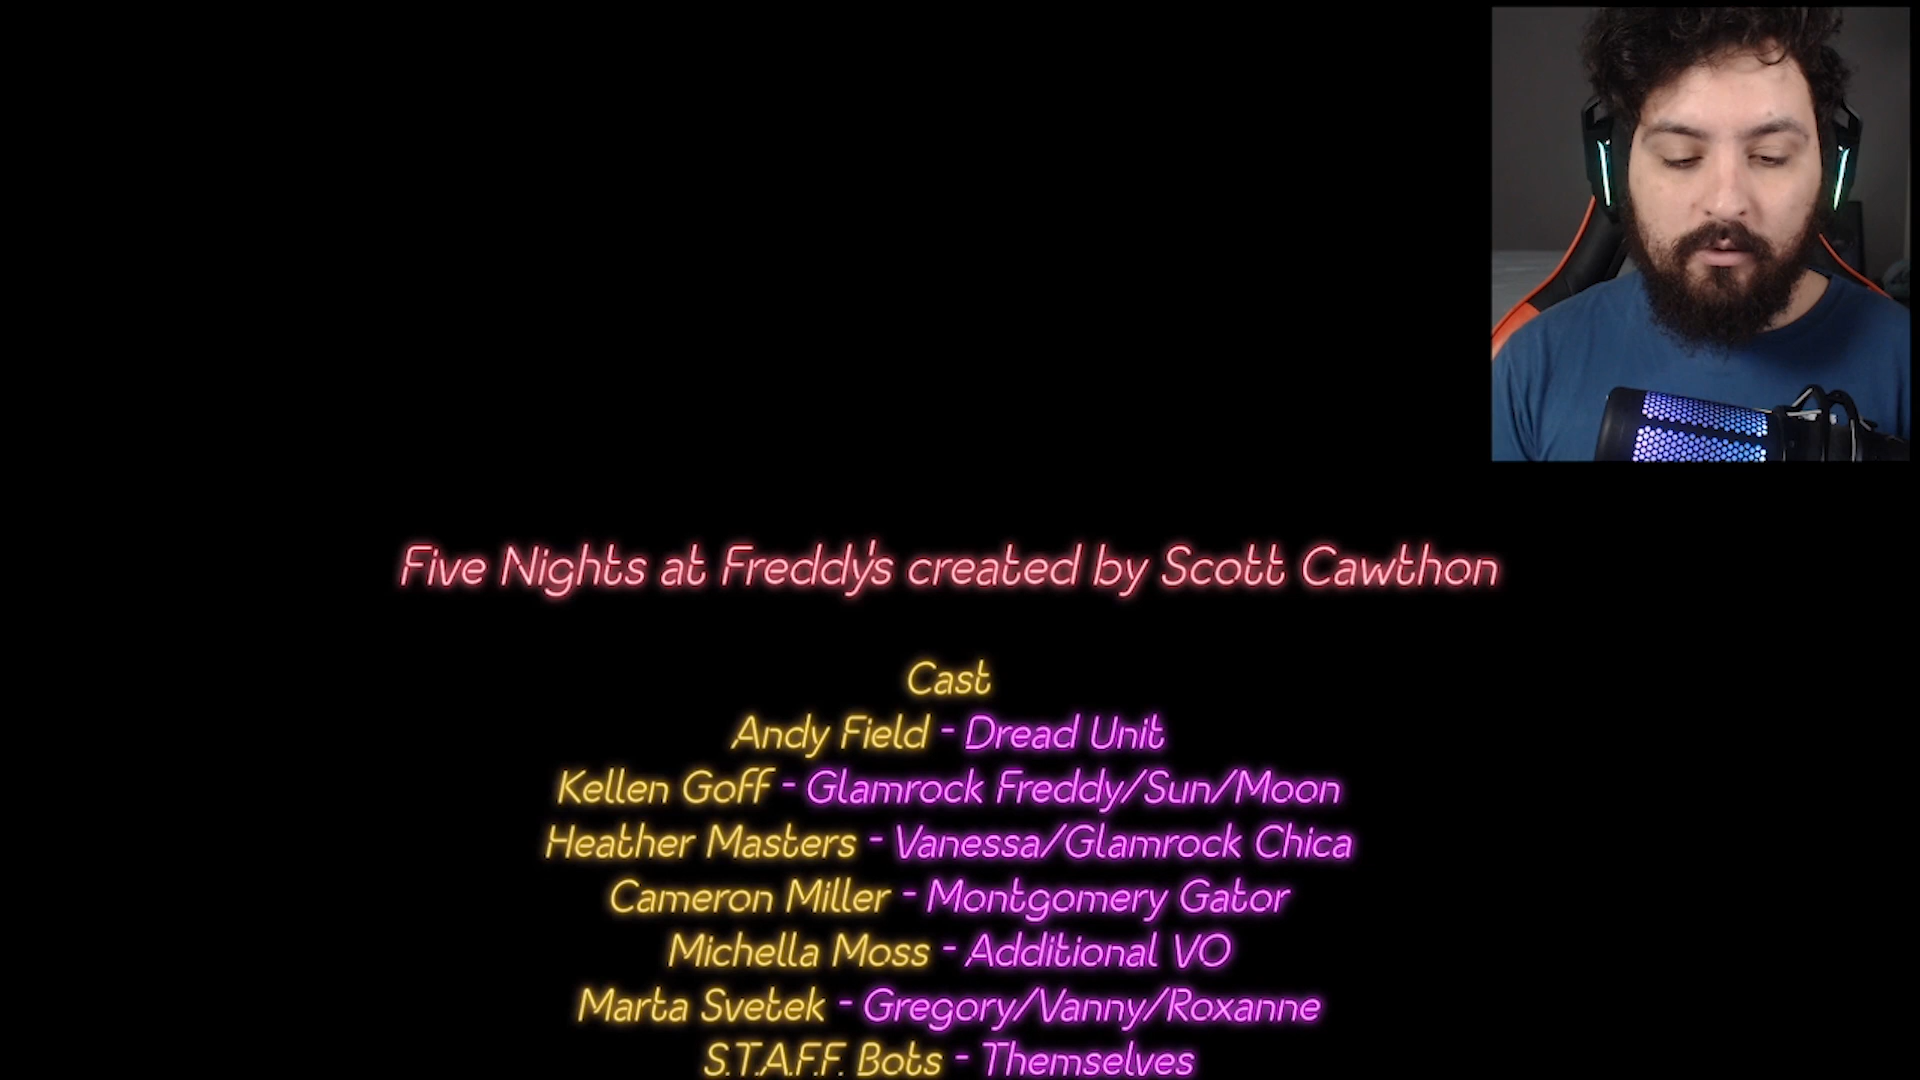 Five Nights at Freddy's created by Scott Cawthon
Cast
Andy Field - Dread Unit
Kellen Goff - Glamrock Freddy/Sun/Moon
Heather Masters - Vanessa/Glamrock Chica
Cameron Miller - Montgomery Gator
Michella Moss - Additional VO
Marta Svetek - Gregory/Vanny/Roxanne
S.T.A.F.F. Bots - Themselves